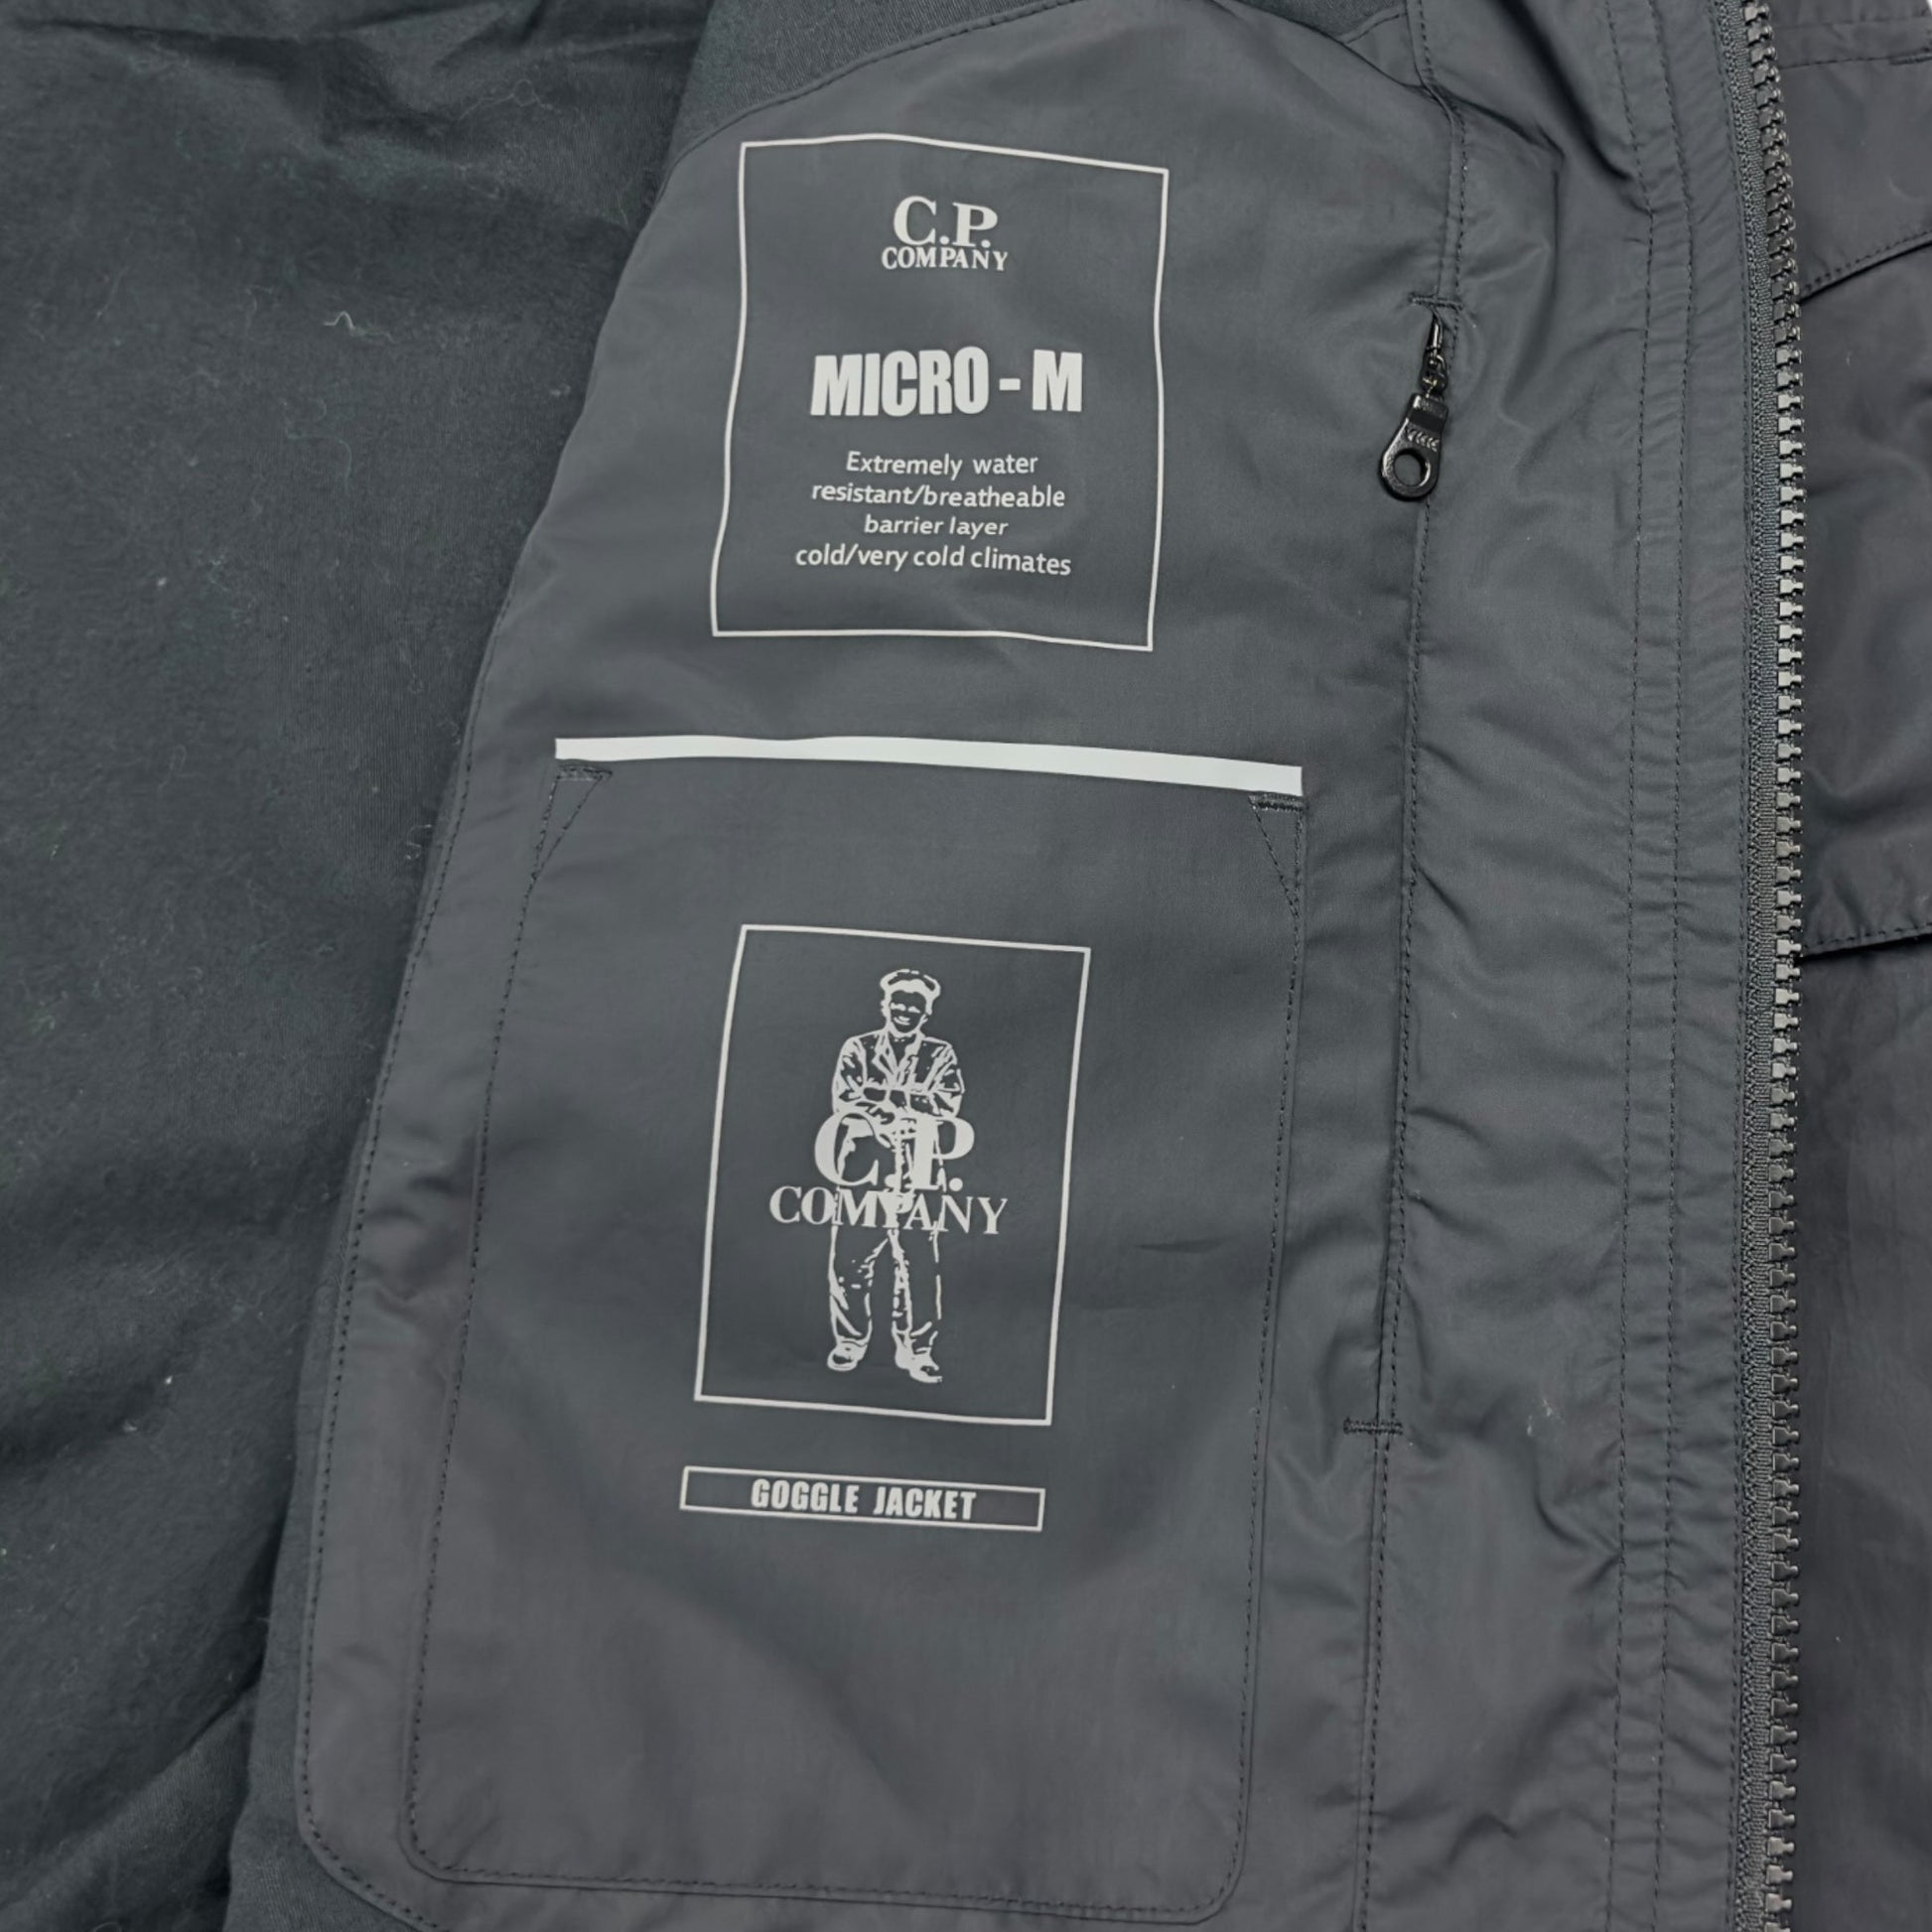 C.P.
COMPANY
MICRO - M
Extremely water
resistant/breatheable
barrier layer
cold/very cold climates
C.P.
COMPANY
GOGGLE JACKET